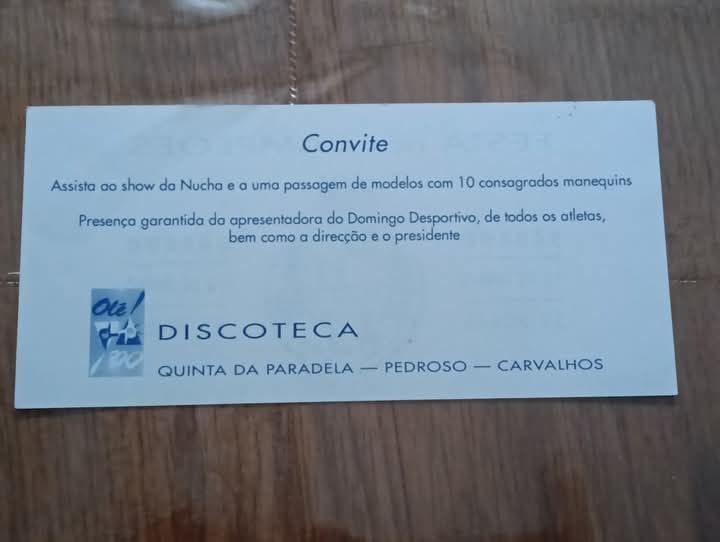 Convite
Assista ao show da Nucha e a uma passagem de modelos com 10 consagrados manequins
Presença garantida da apresentadora do Domingo Desportivo, de todos os atletas,
bem como a direcção e o presidente
Olé!
DISCOTECA
QUINTA DA PARADELA — PEDROSO — CARVALHOS